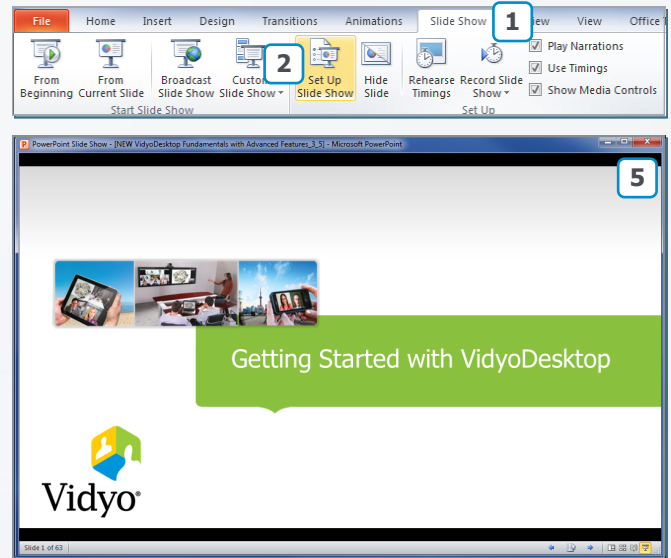 File Home Insert Design Transitions Animations Slide Show 1 iew View Office T
From Beginning
From Current Slide
Broadcast Slide Show
Custom Slide Show
2
Set Up Slide Show
Hide Slide
Rehearse Timings
Record Slide Show
Play Narrations
Use Timings
Show Media Controls
Start Slide Show
Set Up
PowerPoint Slide Show - [NEW VidyoDesktop Fundamentals with Advanced Features_3_5] - Microsoft PowerPoint
5
Getting Started with VidyoDesktop
Vidyo
Slide 1 of 63